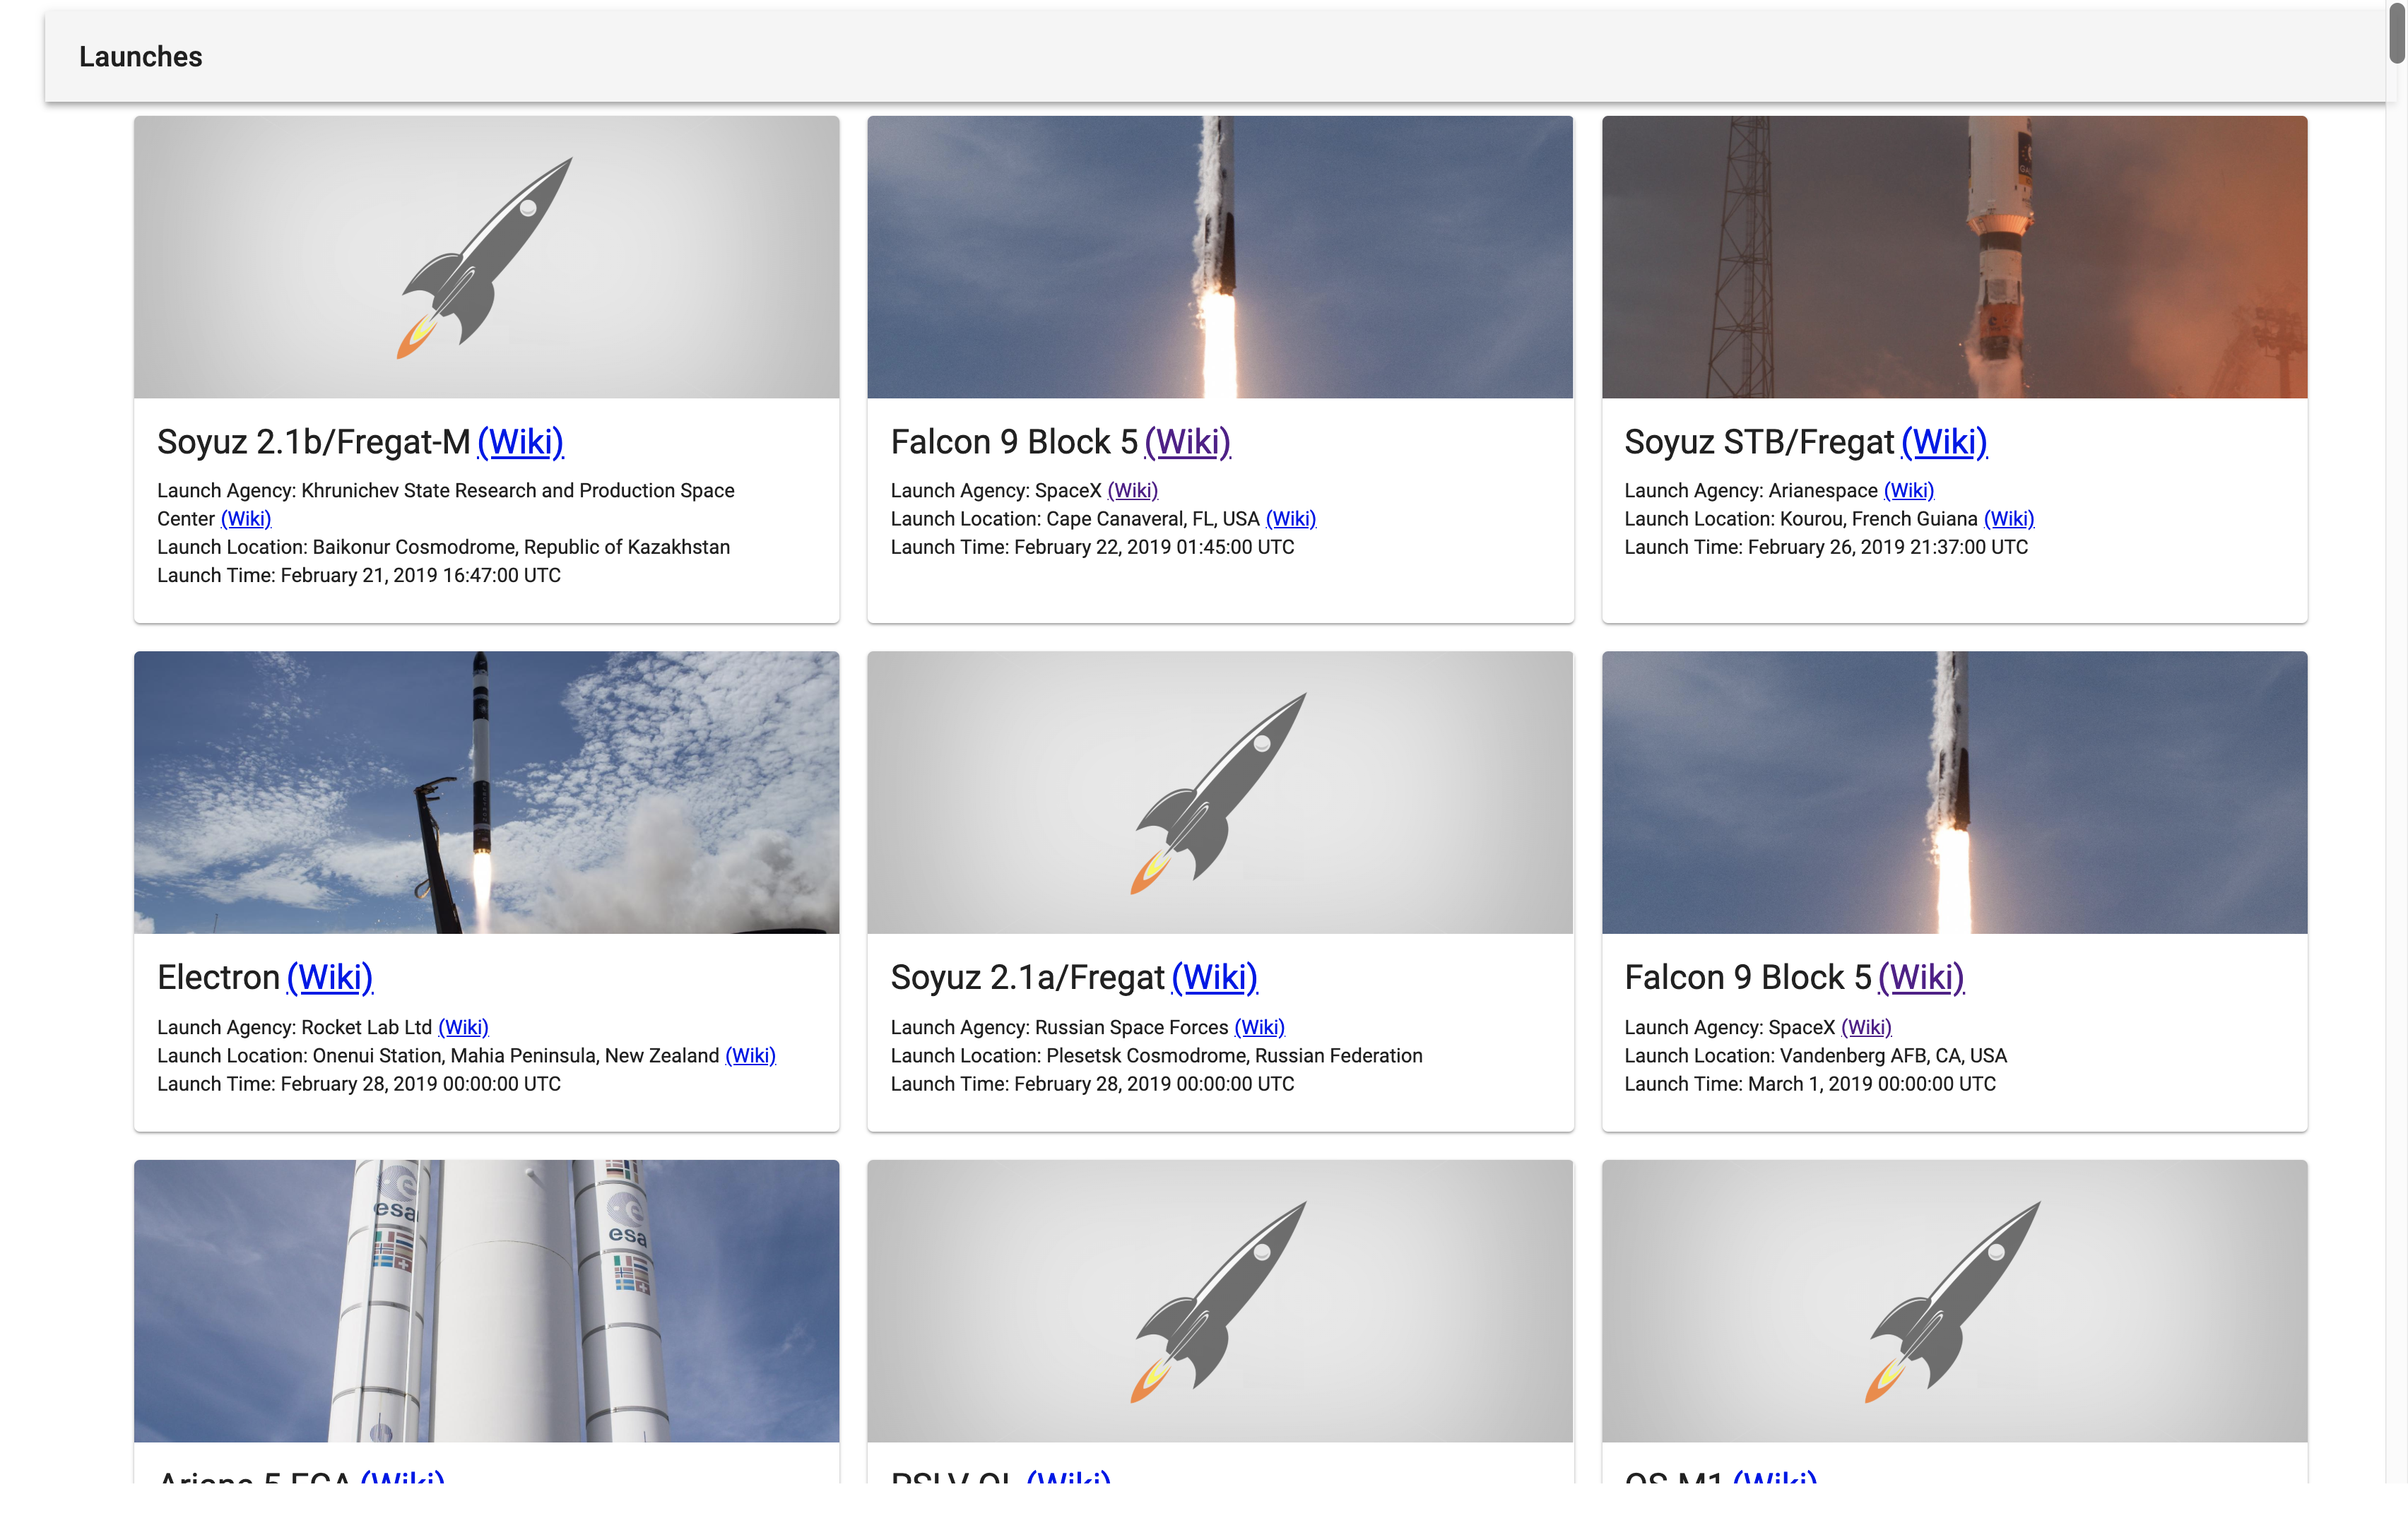 Launches
Soyuz 2.1b/Fregat-M (Wiki)
Launch Agency: Khrunichev State Research and Production Space
Center (Wiki)
Launch Location: Baikonur Cosmodrome, Republic of Kazakhstan
Launch Time: February 21, 2019 16:47:00 UTC
Falcon 9 Block 5 (Wiki)
Launch Agency: SpaceX (Wiki)
Launch Location: Cape Canaveral, FL, USA (Wiki)
Launch Time: February 22, 2019 01:45:00 UTC
Soyuz STB/Fregat (Wiki)
Launch Agency: Arianespace (Wiki)
Launch Location: Kourou, French Guiana (Wiki)
Launch Time: February 26, 2019 21:37:00 UTC
Electron (Wiki)
Launch Agency: Rocket Lab Ltd (Wiki)
Launch Location: Onenui Station, Mahia Peninsula, New Zealand (Wiki)
Launch Time: February 28, 2019 00:00:00 UTC
Soyuz 2.1a/Fregat (Wiki)
Launch Agency: Russian Space Forces (Wiki)
Launch Location: Plesetsk Cosmodrome, Russian Federation
Launch Time: February 28, 2019 00:00:00 UTC
Falcon 9 Block 5 (Wiki)
Launch Agency: SpaceX (Wiki)
Launch Location: Vandenberg AFB, CA, USA
Launch Time: March 1, 2019 00:00:00 UTC
esa
esa
Ariane 5 ECA (Wiki)
(Wiki)
(Wiki)